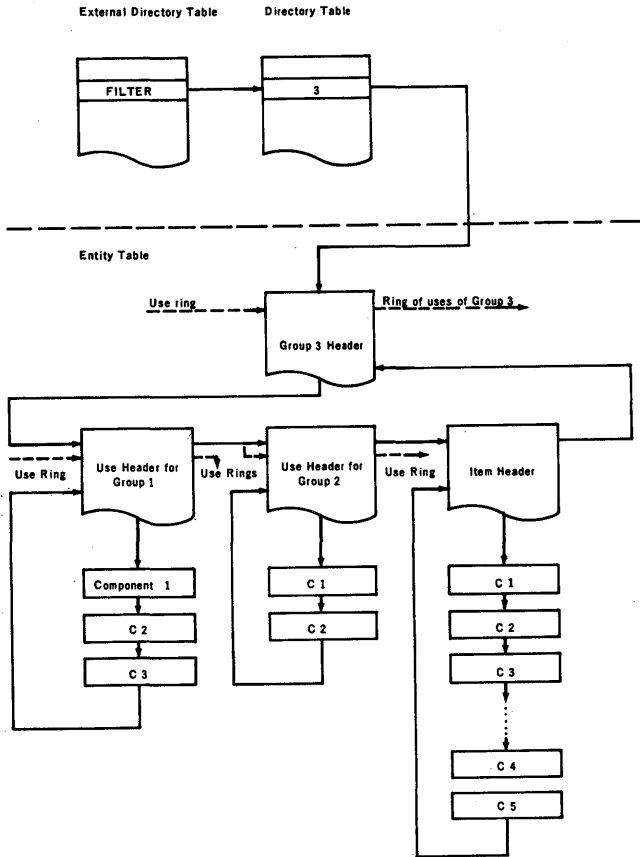 External Directory Table
Directory Table
FILTER
3
Entity Table
Use ring
Ring of uses of Group 3
Group 3 Header
Use Header for
Group 1
Use Ring
Use Rings
Use Header for
Group 2
Use Ring
Item Header
Component 1
C 2
C 3
C 1
C 2
C 1
C 2
C 3
C 4
C 5